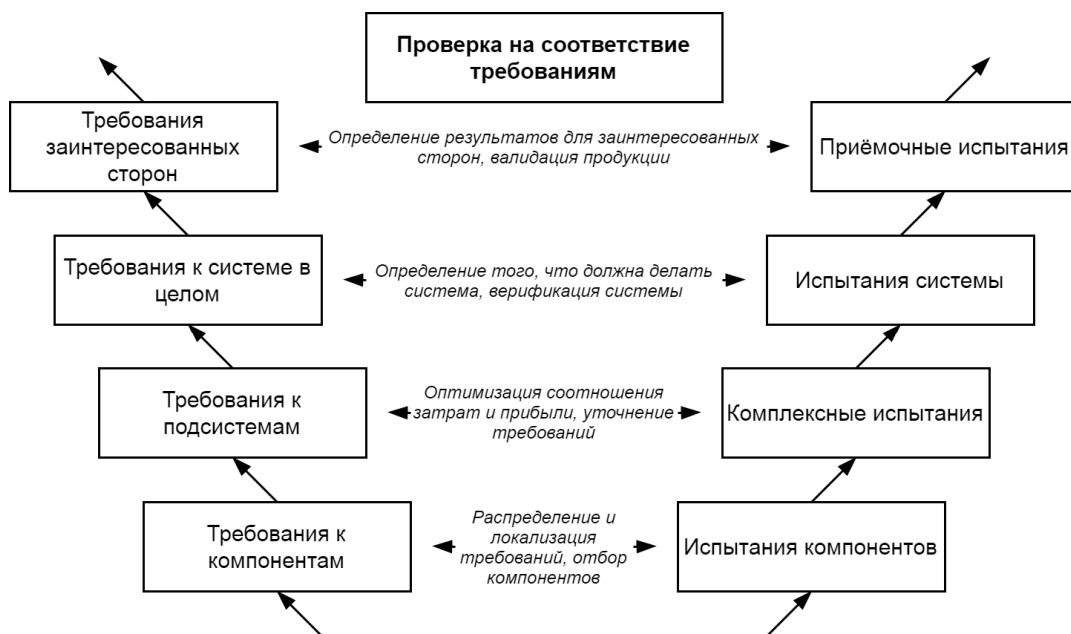 Проверка на соответствие
требованиям
Требования
заинтересованных
сторон
Определение результатов для заинтересованных
сторон, валидация продукции
Приёмочные испытания
Требования к системе в
целом
Определение того, что должна делать
система, верификация системы
Испытания системы
Требования к
подсистемам
Оптимизация соотношения
затрат и прибыли, уточнение
требований
Комплексные испытания
Требования к
компонентам
Распределение и
локализация
требований, отбор
компонентов
Испытания компонентов